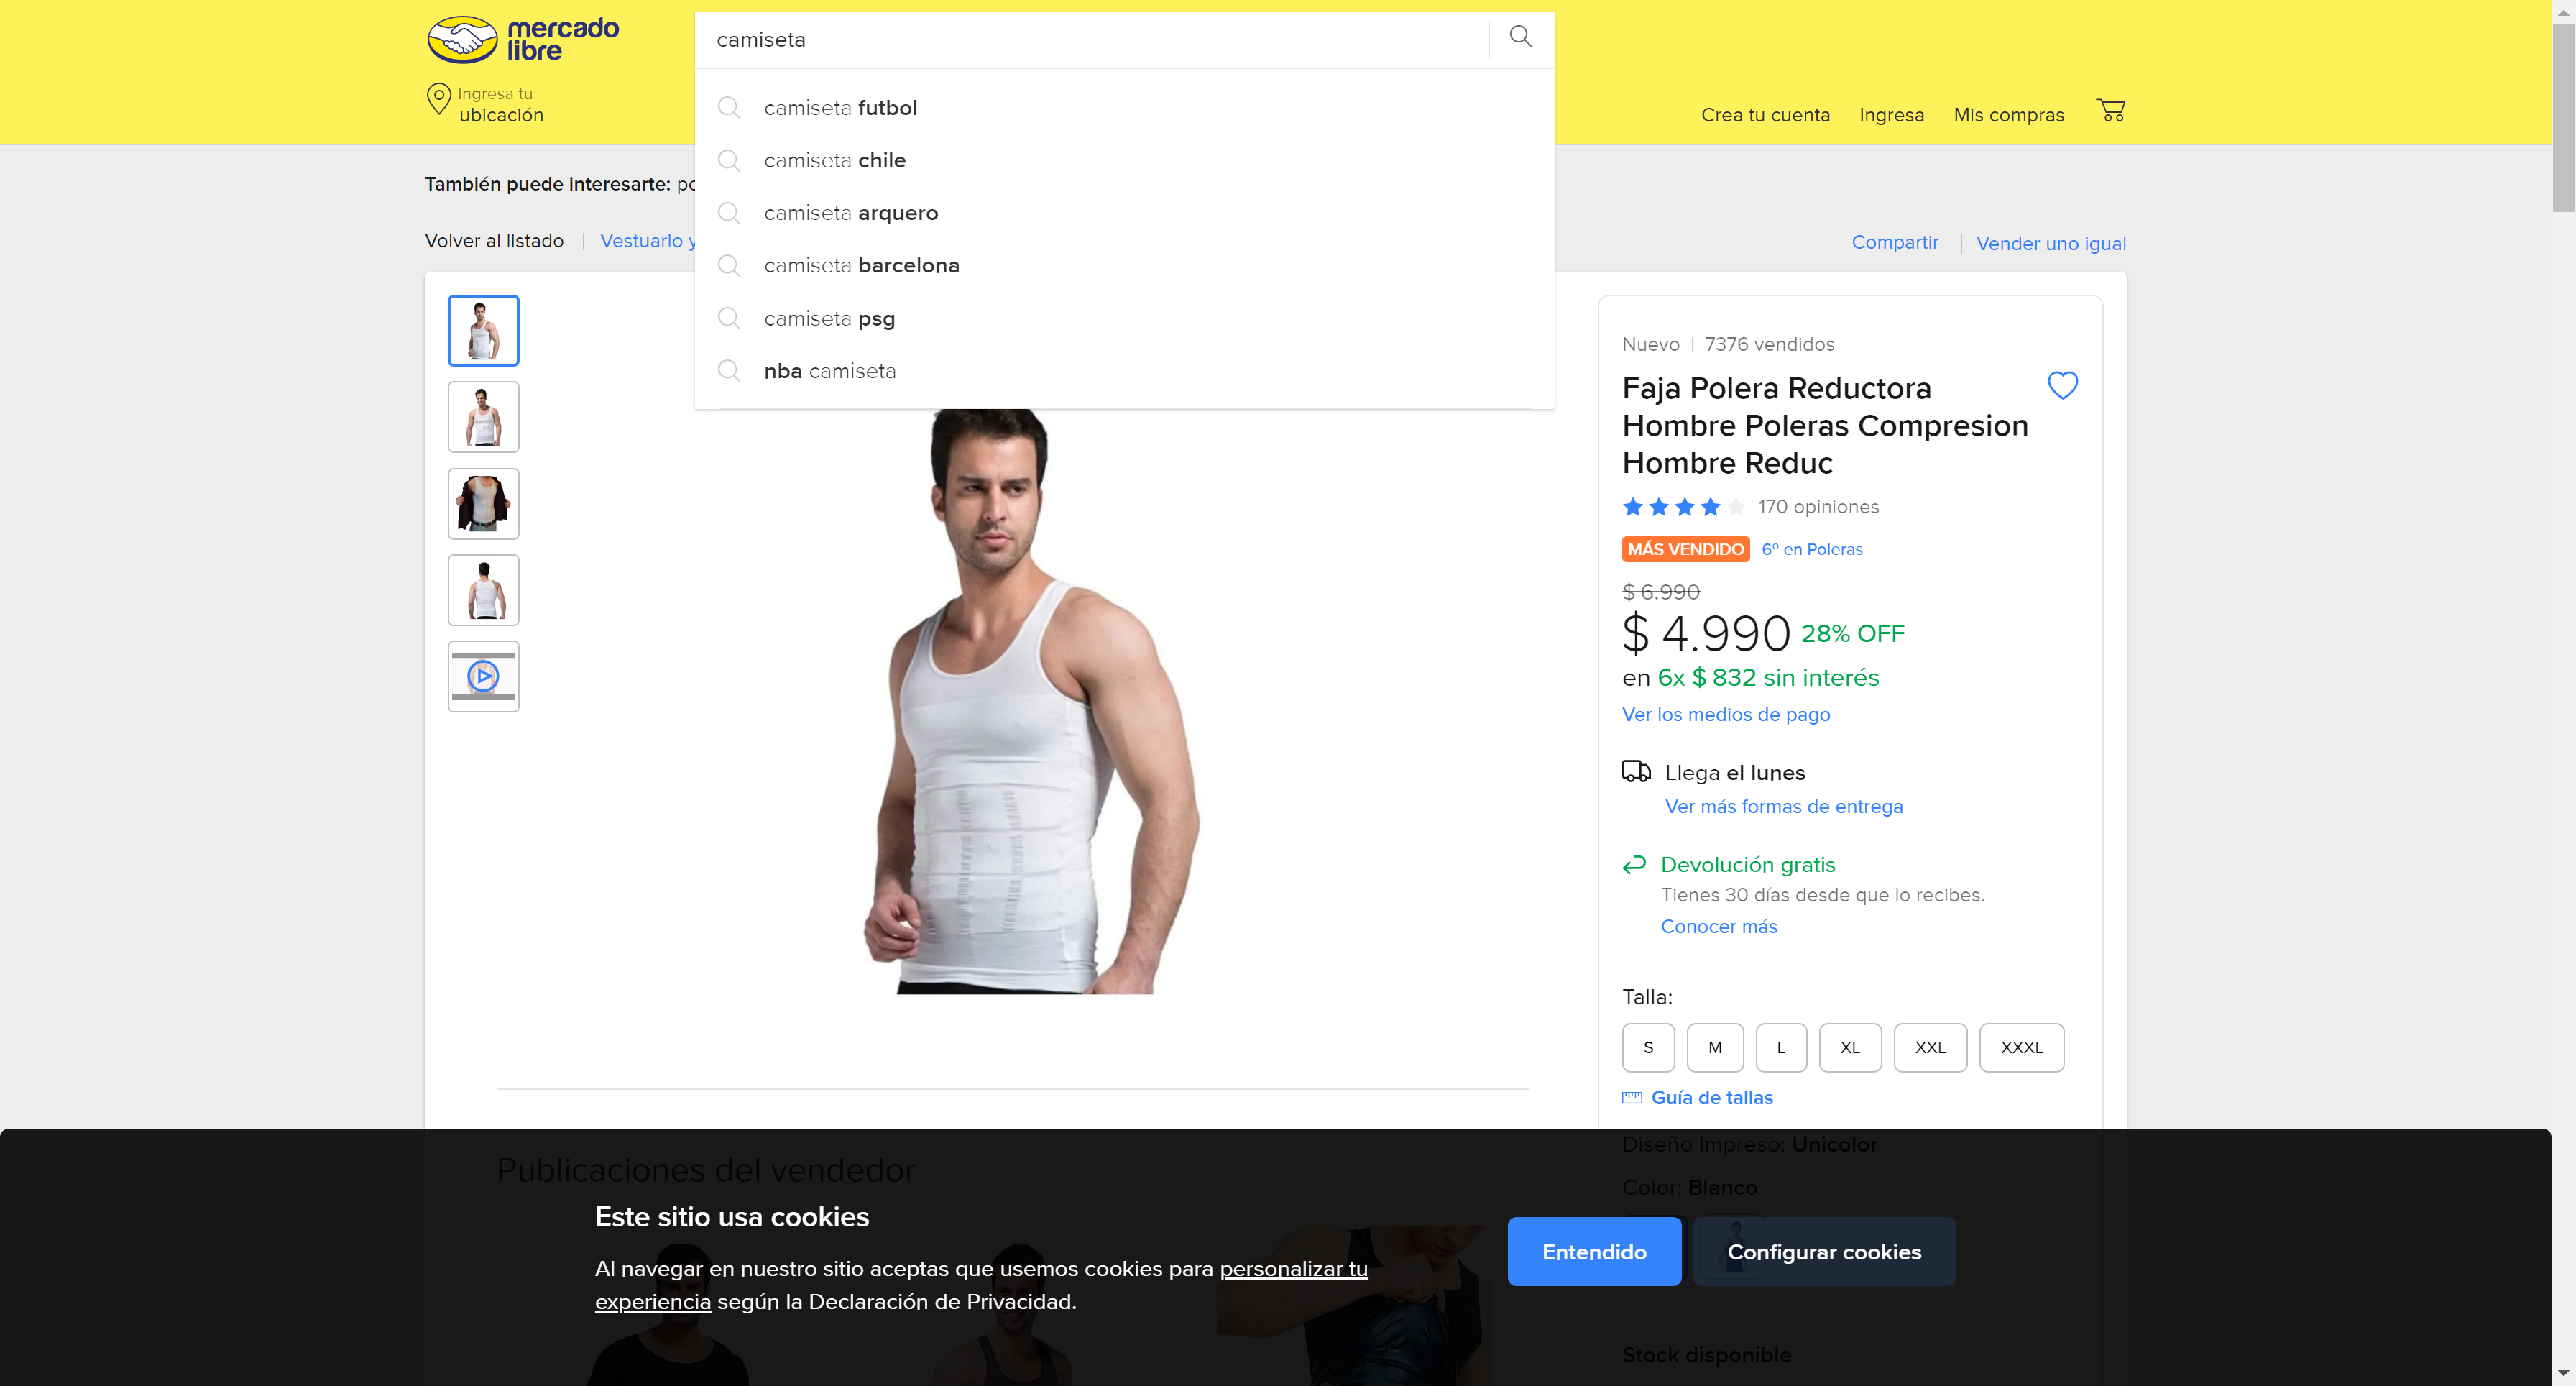 mercado
libre
camiseta
Ingresa tu
ubicación
camiseta futbol
camiseta chile
camiseta arquero
camiseta barcelona
camiseta psg
nba camiseta
Crea tu cuenta
Ingresa
Mis compras
También puede interesarte: po
Volver al listado
Vestuario y
Compartir
Vender uno igual
Nuevo | 7376 vendidos
Faja Polera Reductora
Hombre Poleras Compresion
Hombre Reduc
170 opiniones
MÁS VENDIDO 6º en Poleras
$ 6.990
$ 4.990 28% OFF
en 6x $ 832 sin interés
Ver los medios de pago
Llega el lunes
Ver más formas de entrega
Devolución gratis
Tienes 30 días desde que lo recibes.
Conocer más
Talla:
S M L XL XXL XXXL
Guía de tallas
Diseño Impreso: Unicolor
Color: Blanco
Publicaciones del vendedor
Este sitio usa cookies
Al navegar en nuestro sitio aceptas que usemos cookies para personalizar tu
experiencia según la Declaración de Privacidad.
Entendido
Configurar cookies
Stock disponible